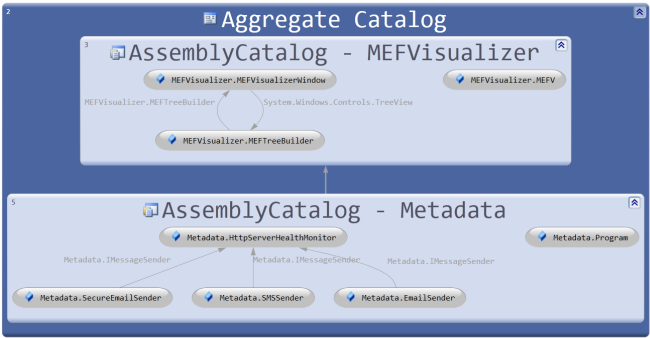 2
Aggregate Catalog
3
AssemblyCatalog - MEFVisualizer
MEFVisualizer.MEFVisualizerWindow
MEFVisualizer.MEFV
MEFVisualizer.MEFTreeBuilder
System.Windows.Controls.TreeView
MEFVisualizer.MEFTreeBuilder
5
AssemblyCatalog - Metadata
Metadata.HttpServerHealthMonitor
Metadata.Program
Metadata.IMessageSender
Metadata.IMessageSender
Metadata.IMessageSender
Metadata.SecureEmailSender
Metadata.SMSSender
Metadata.EmailSender